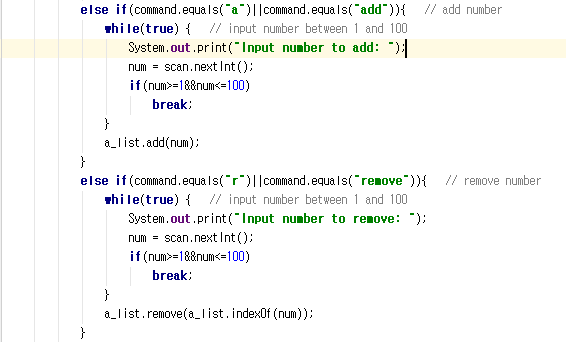 else if(command.equals("a")||command.equals("add")){ // add number
while(true) { // input number between 1 and 100
System.out.print("Input number to add: ");
num = scan.nextInt();
if(num>=1&&num<=100)
break;
}
a_list.add(num);
}
else if(command.equals("r")||command.equals("remove")){ // remove number
while(true) { // input number between 1 and 100
System.out.print("Input number to remove: ");
num = scan.nextInt();
if(num>=1&&num<=100)
break;
}
a_list.remove(a_list.indexOf(num));
}